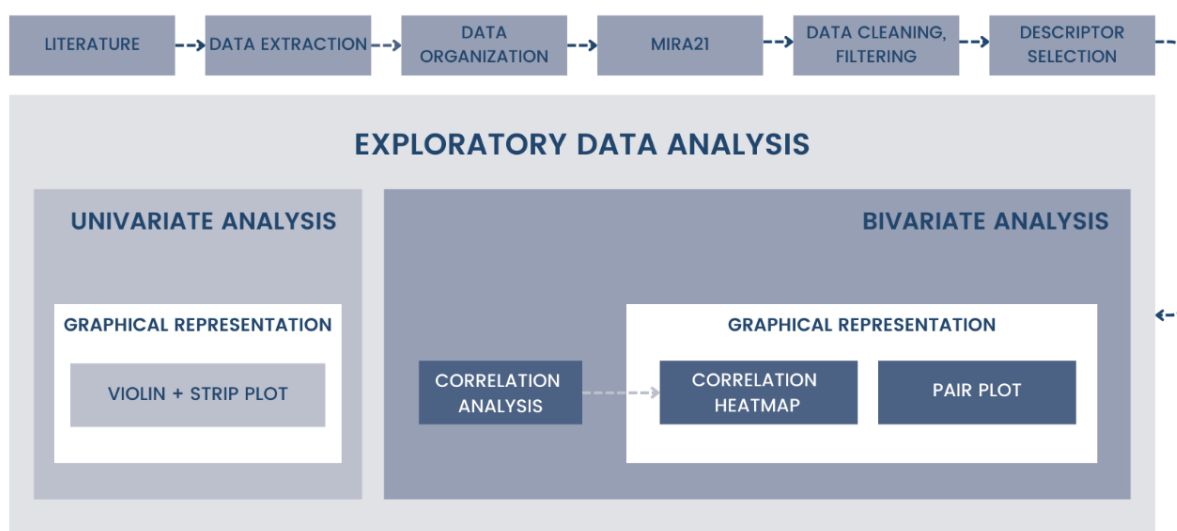 LITERATURE
DATA EXTRACTION
DATA
ORGANIZATION
MIRA21
DATA CLEANING,
FILTERING
DESCRIPTOR
SELECTION
EXPLORATORY DATA ANALYSIS
UNIVARIATE ANALYSIS
GRAPHICAL REPRESENTATION
VIOLIN + STRIP PLOT
BIVARIATE ANALYSIS
CORRELATION
ANALYSIS
GRAPHICAL REPRESENTATION
CORRELATION
HEATMAP
PAIR PLOT